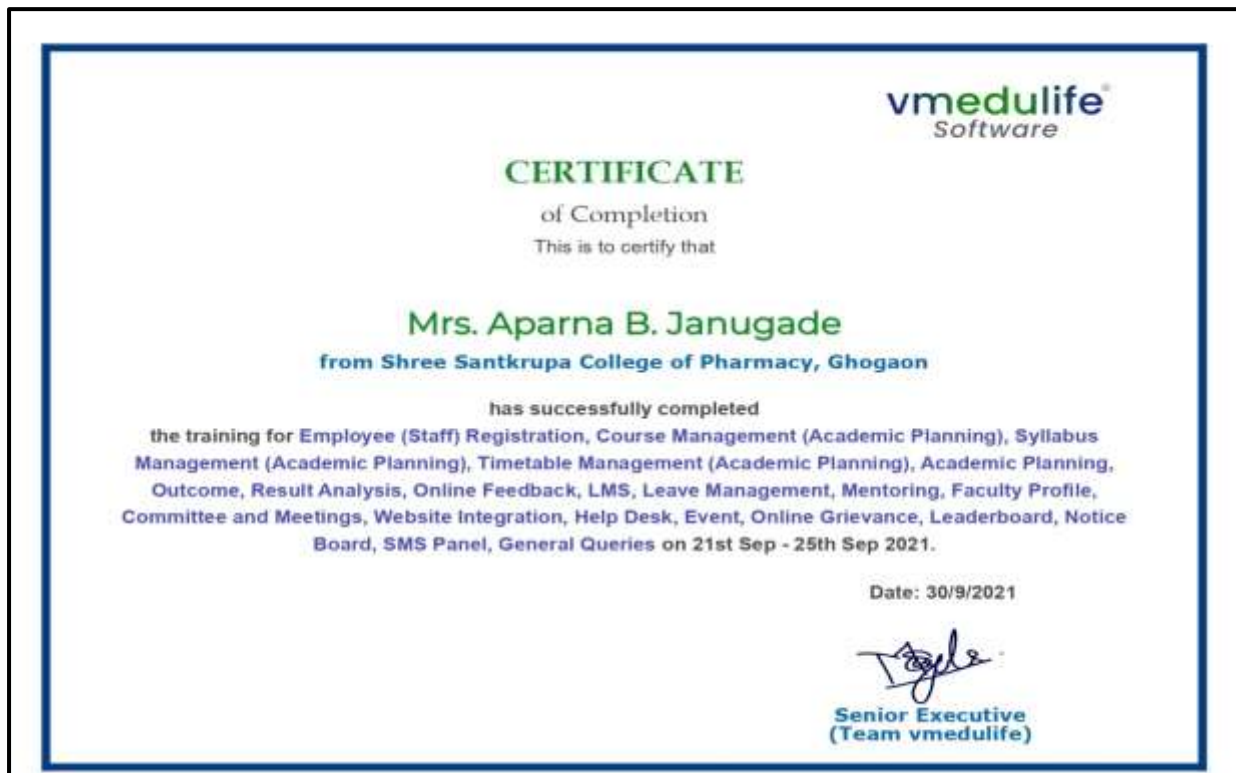 vmedulife®
Software
CERTIFICATE
of Completion
This is to certify that
Mrs. Aparna B. Janugade
from Shree Santkrupa College of Pharmacy, Ghogaon
has successfully completed
the training for Employee (Staff) Registration, Course Management (Academic Planning), Syllabus
Management (Academic Planning), Timetable Management (Academic Planning), Academic Planning,
Outcome, Result Analysis, Online Feedback, LMS, Leave Management, Mentoring, Faculty Profile,
Committee and Meetings, Website Integration, Help Desk, Event, Online Grievance, Leaderboard, Notice
Board, SMS Panel, General Queries on 21st Sep - 25th Sep 2021.
Date: 30/9/2021
Senior Executive
(Team vmedulife)